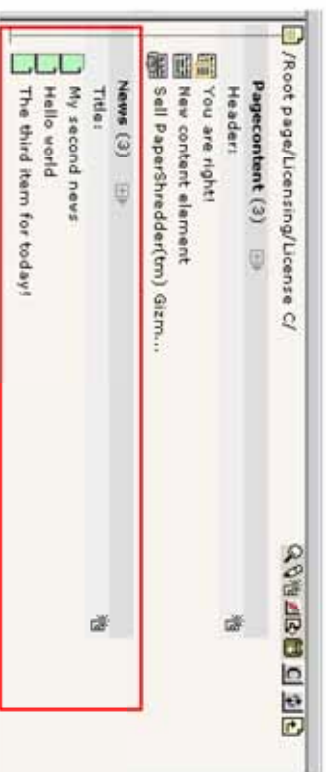 /Root page/Licensing/License C/
Pagecontent (3)
Header:
You are right!
New content element
Sell PaperShredder(tm) Gizm...
News (3)
Title:
My second news
Hello world
The third item for today!